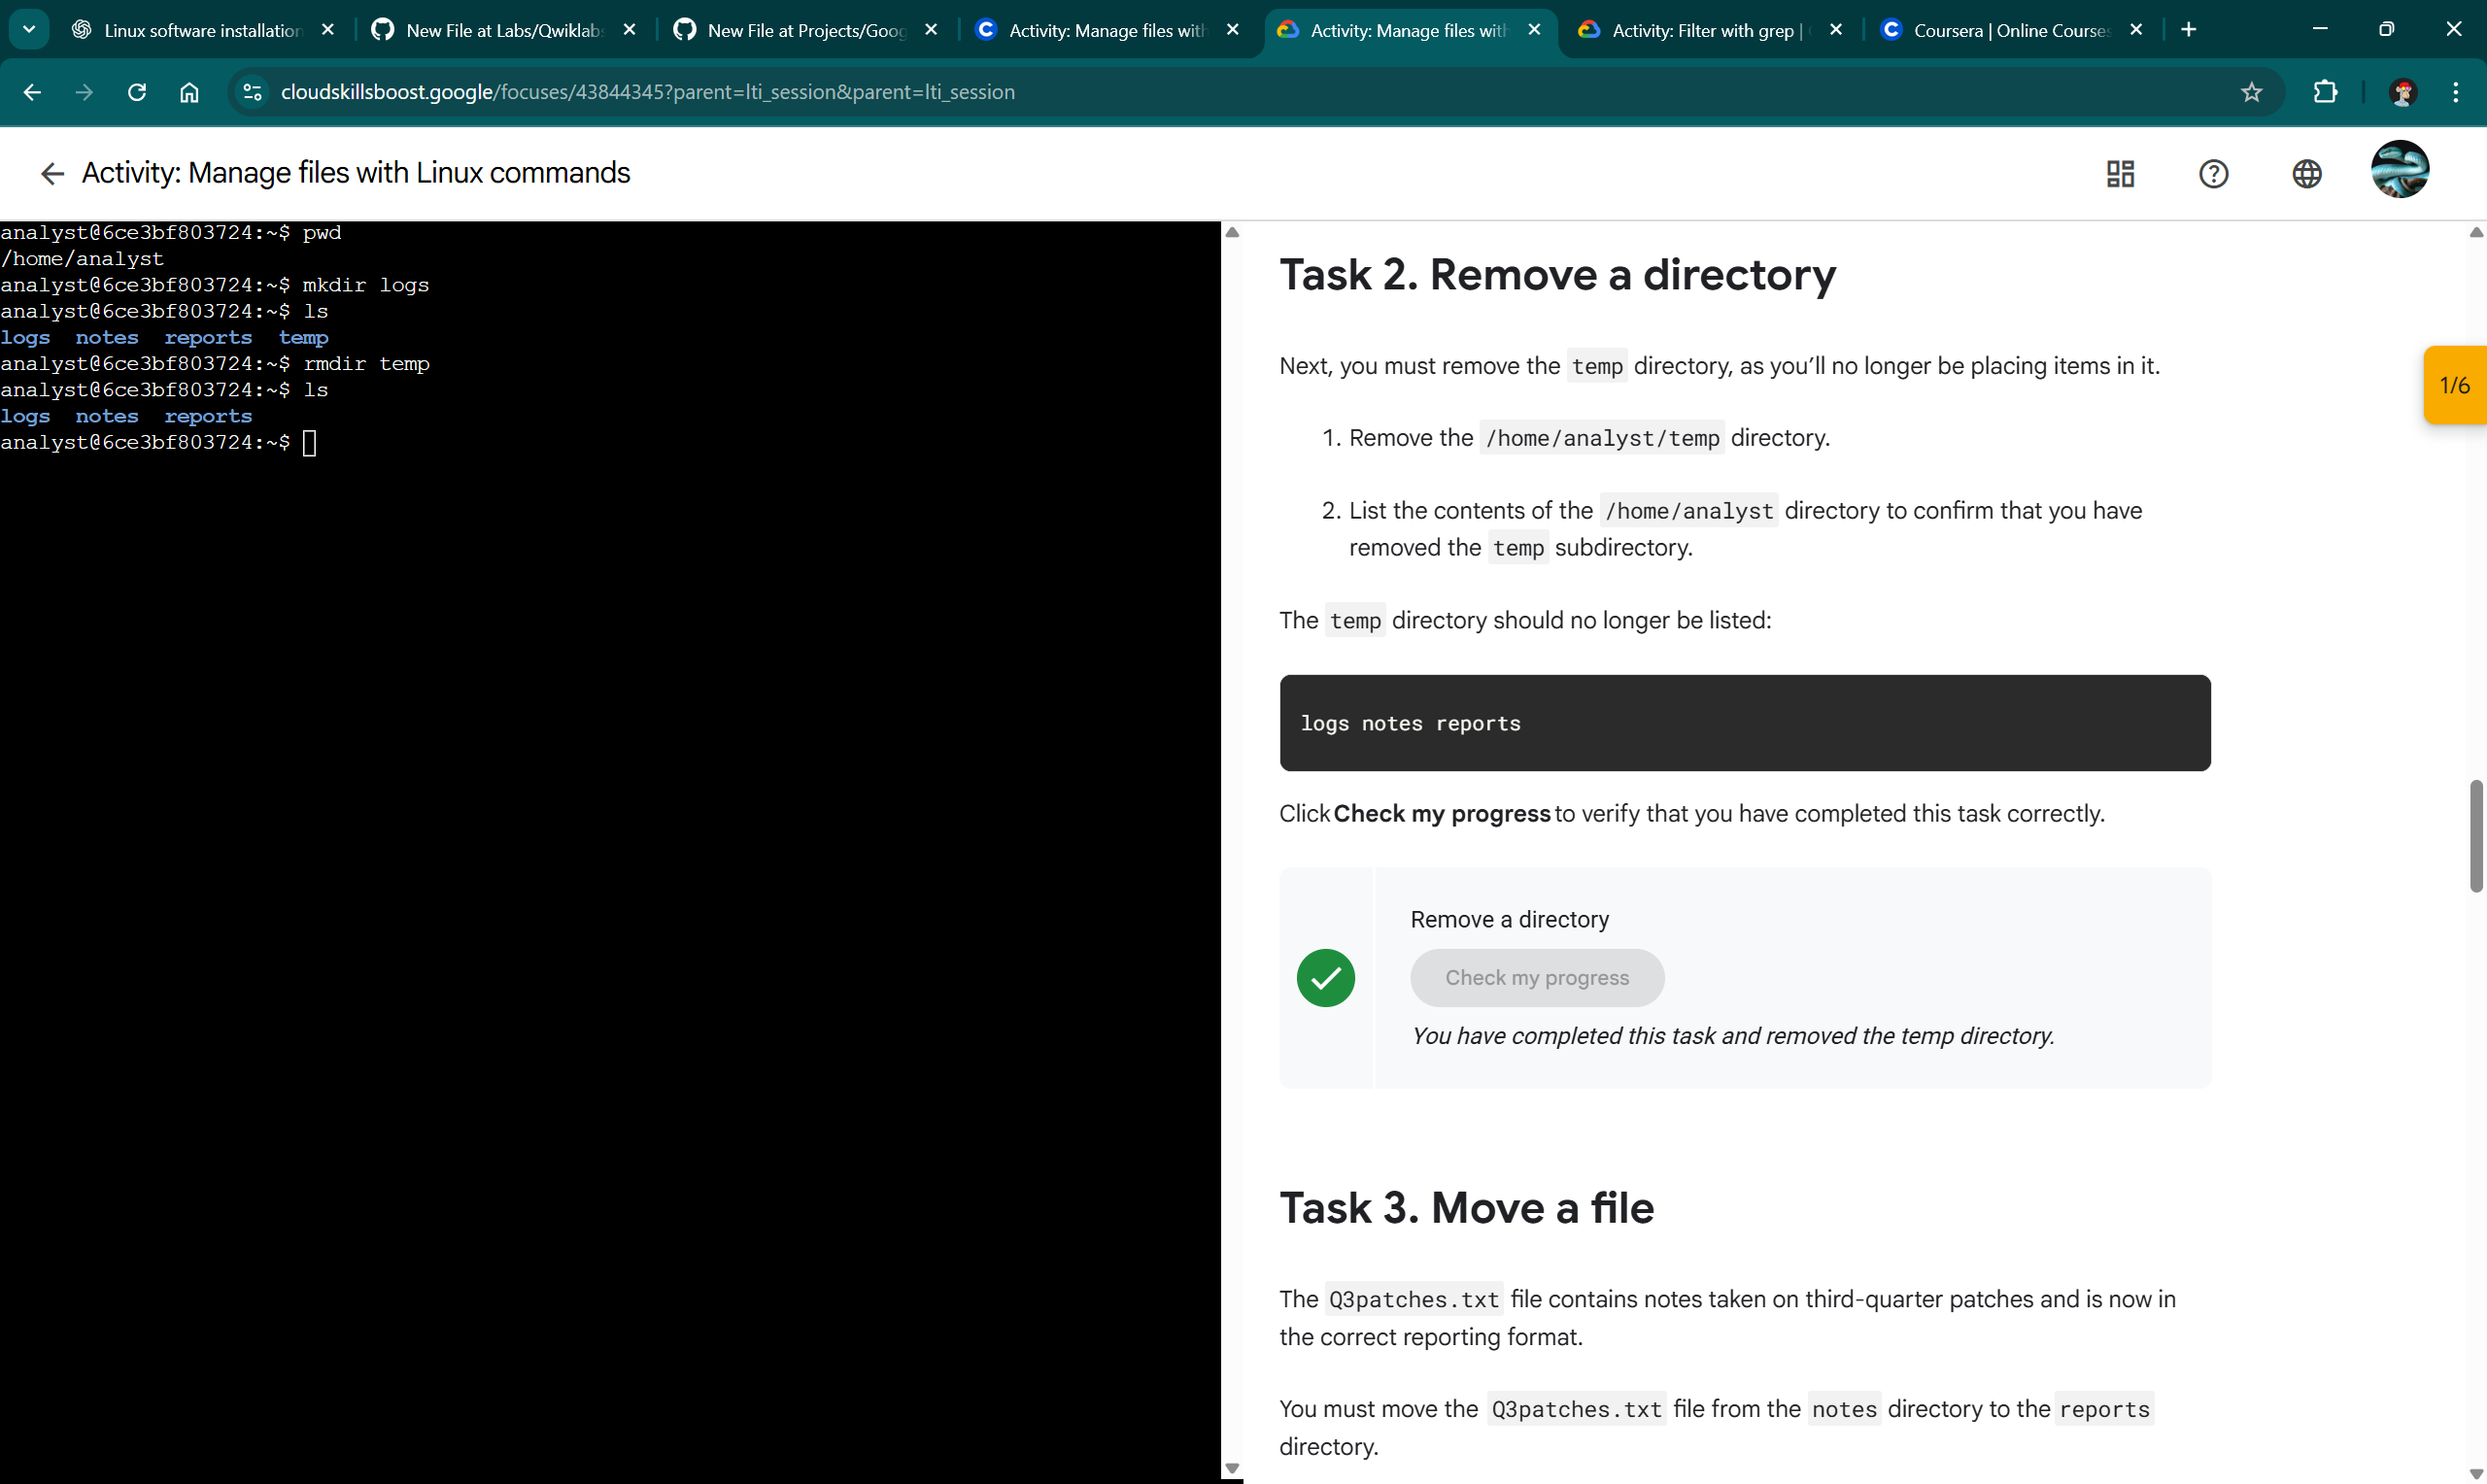 Linux software installation
New File at Labs/Qwiklabs
New File at Projects/Goog
Activity: Manage files with
Activity: Manage files with
Activity: Filter with grep |
Coursera | Online Courses
cloudskillsboost.google/focuses/43844345?parent=lti_session&parent=lti_session
Activity: Manage files with Linux commands
analyst@6ce3bf803724:~$ pwd
/home/analyst
analyst@6ce3bf803724:~$ mkdir logs
analyst@6ce3bf803724:~$ ls
logs  notes  reports  temp
analyst@6ce3bf803724:~$ rmdir temp
analyst@6ce3bf803724:~$ ls
logs  notes  reports
analyst@6ce3bf803724:~$
Task 2. Remove a directory
Next, you must remove the temp directory, as you’ll no longer be placing items in it.
1/6
1. Remove the /home/analyst/temp directory.
2. List the contents of the /home/analyst directory to confirm that you have
removed the temp subdirectory.
The temp directory should no longer be listed:
logs notes reports
Click Check my progress to verify that you have completed this task correctly.
Remove a directory
Check my progress
You have completed this task and removed the temp directory.
Task 3. Move a file
The Q3patches.txt file contains notes taken on third-quarter patches and is now in
the correct reporting format.
You must move the Q3patches.txt file from the notes directory to the reports
directory.